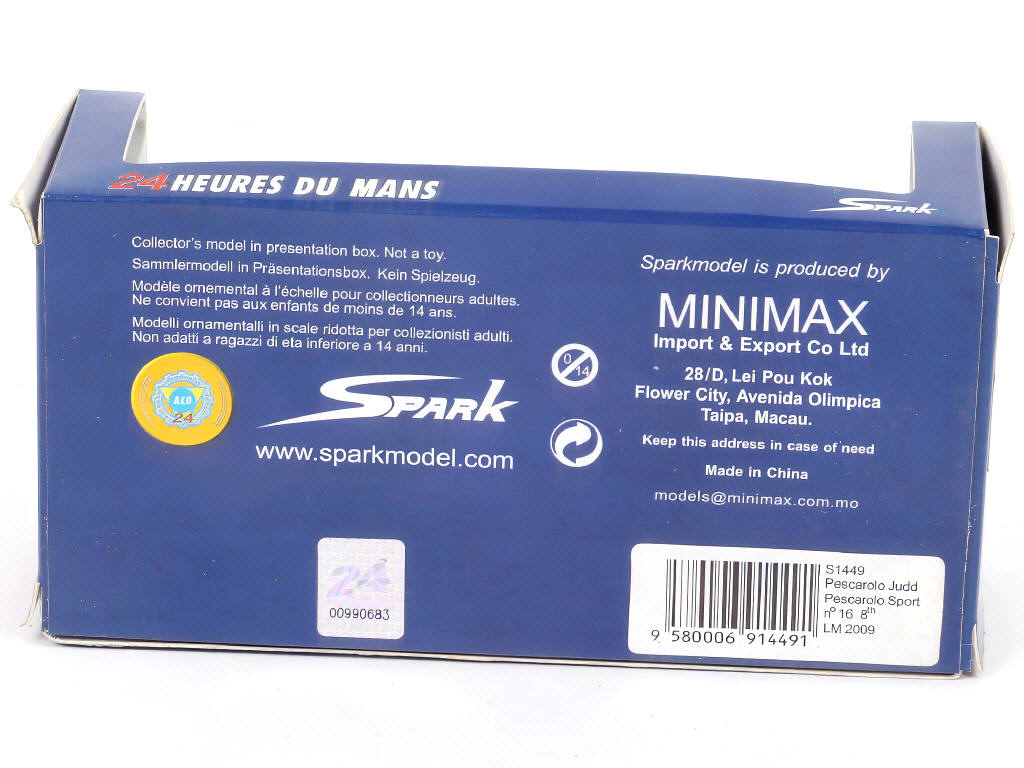 24 HEURES DU MANS
SPARK
Collector's model in presentation box. Not a toy.
Sammlermodell in Präsentationsbox. Kein Spielzeug.
Modèle ornemental à l'échelle pour collectionneurs adultes.
Ne convient pas aux enfants de moins de 14 ans.
Modelli ornamentalli in scale ridotta per collezionisti adulti.
Non adatti a ragazzi di eta inferiore a 14 anni.
ACO
24
SPARK
www.sparkmodel.com
0
14
Sparkmodel is produced by
MINIMAX
Import & Export Co Ltd
28/D, Lei Pou Kok
Flower City, Avenida Olimpica
Taipa, Macau.
Keep this address in case of need
Made in China
models@minimax.com.mo
24
00990683
9 580006 914491
S1449
Pescarolo Judd
Pescarolo Sport
nº 16 8th
LM 2009